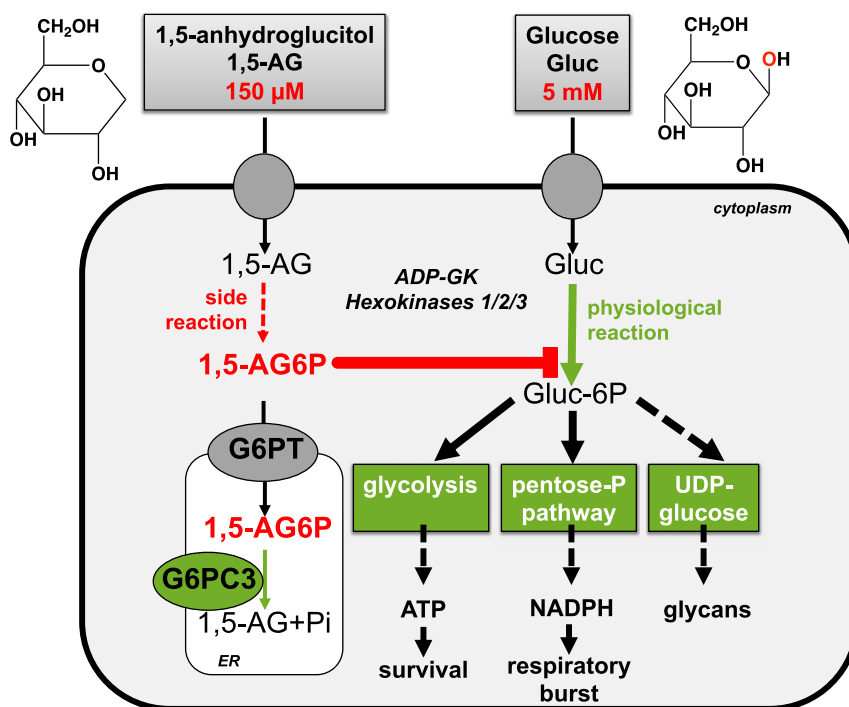 1,5-anhydroglucitol
1,5-AG
150 µM
Glucose
Gluc
5 mM
CH₂OH
O
OH
OH
OH
CH₂OH
O
OH
OH
OH
OH
cytoplasm
1,5-AG
ADP-GK
Hexokinases 1/2/3
Gluc
side
reaction
physiological
reaction
1,5-AG6P
Gluc-6P
G6PT
glycolysis
pentose-P
pathway
UDP-
glucose
1,5-AG6P
G6PC3
1,5-AG+Pi
ER
ATP
NADPH
glycans
survival
respiratory
burst